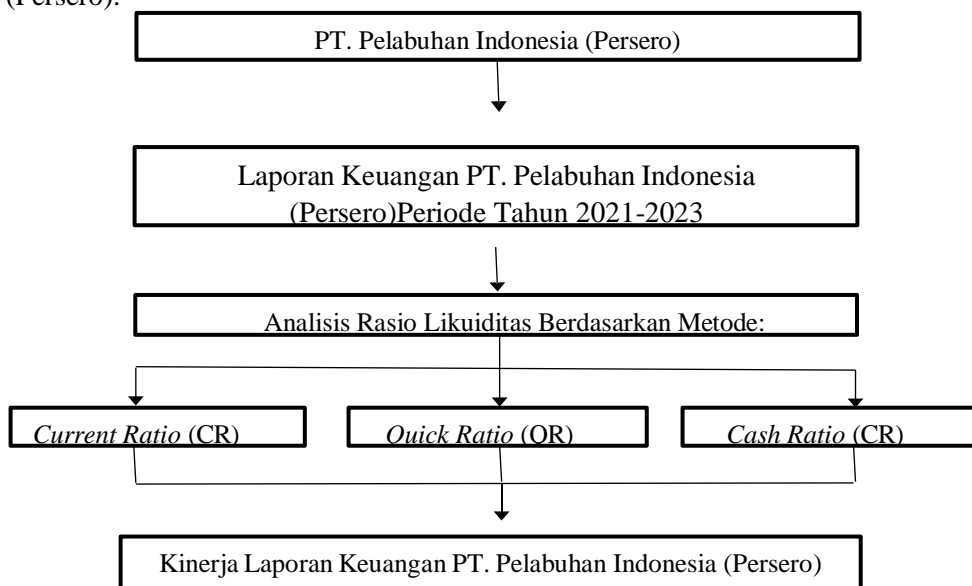 (Persero).
PT. Pelabuhan Indonesia (Persero)
Laporan Keuangan PT. Pelabuhan Indonesia
(Persero)Periode Tahun 2021-2023
Analisis Rasio Likuiditas Berdasarkan Metode:
Current Ratio (CR)
Quick Ratio (QR)
Cash Ratio (CR)
Kinerja Laporan Keuangan PT. Pelabuhan Indonesia (Persero)